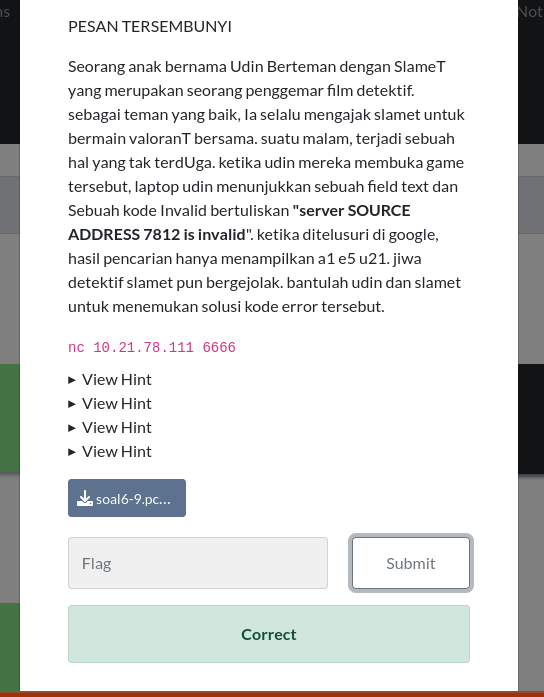 ns
Not
PESAN TERSEMBUNYI
Seorang anak bernama Udin Berteman dengan SlameT
yang merupakan seorang penggemar film detektif.
sebagai teman yang baik, Ia selalu mengajak slamet untuk
bermain valoranT bersama. suatu malam, terjadi sebuah
hal yang tak terdUga. ketika udin mereka membuka game
tersebut, laptop udin menunjukkan sebuah field text dan
Sebuah kode Invalid bertuliskan "server SOURCE
ADDRESS 7812 is invalid". ketika ditelusuri di google,
hasil pencarian hanya menampilkan a1 e5 u21. jiwa
detektif slamet pun bergejolak. bantulah udin dan slamet
untuk menemukan solusi kode error tersebut.
nc 10.21.78.111 6666
▸ View Hint
▸ View Hint
▸ View Hint
▸ View Hint
soal6-9.pc...
Flag
Submit
Correct